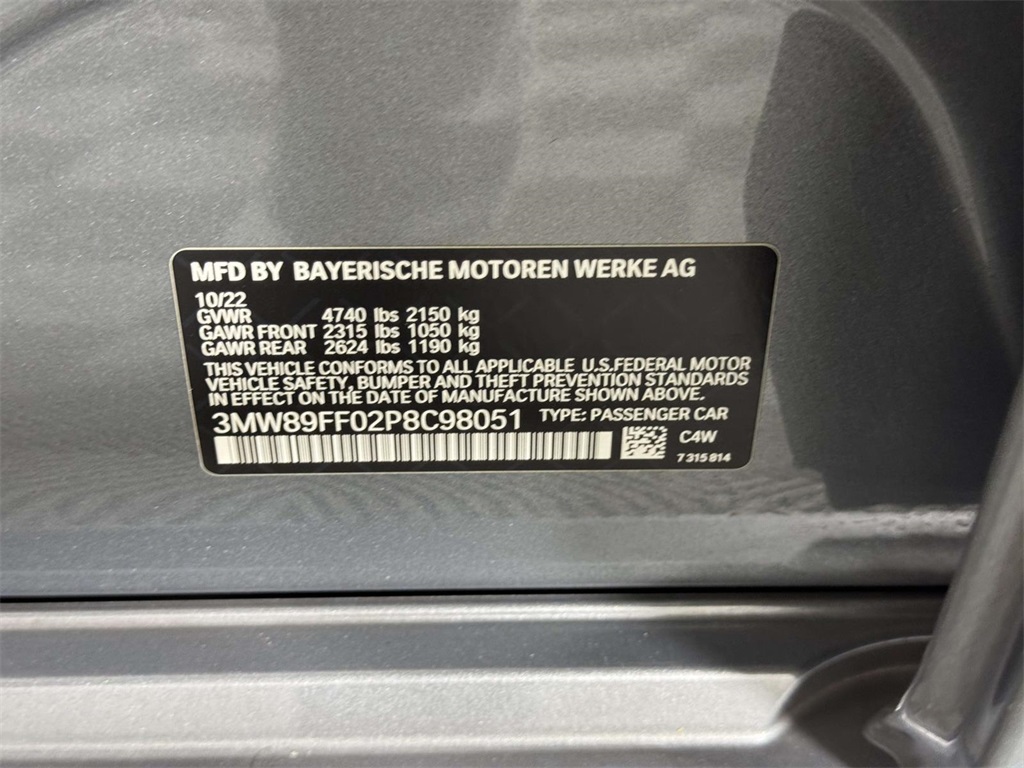 MFD BY BAYERISCHE MOTOREN WERKE AG
10/22
GVWR 4740 lbs 2150 kg
GAWR FRONT 2315 lbs 1050 kg
GAWR REAR 2624 lbs 1190 kg
THIS VEHICLE CONFORMS TO ALL APPLICABLE U.S.FEDERAL MOTOR
VEHICLE SAFETY, BUMPER AND THEFT PREVENTION STANDARDS
IN EFFECT ON THE DATE OF MANUFACTURE SHOWN ABOVE.
3MW89FF02P8C98051 TYPE: PASSENGER CAR
C4W
7 315 814